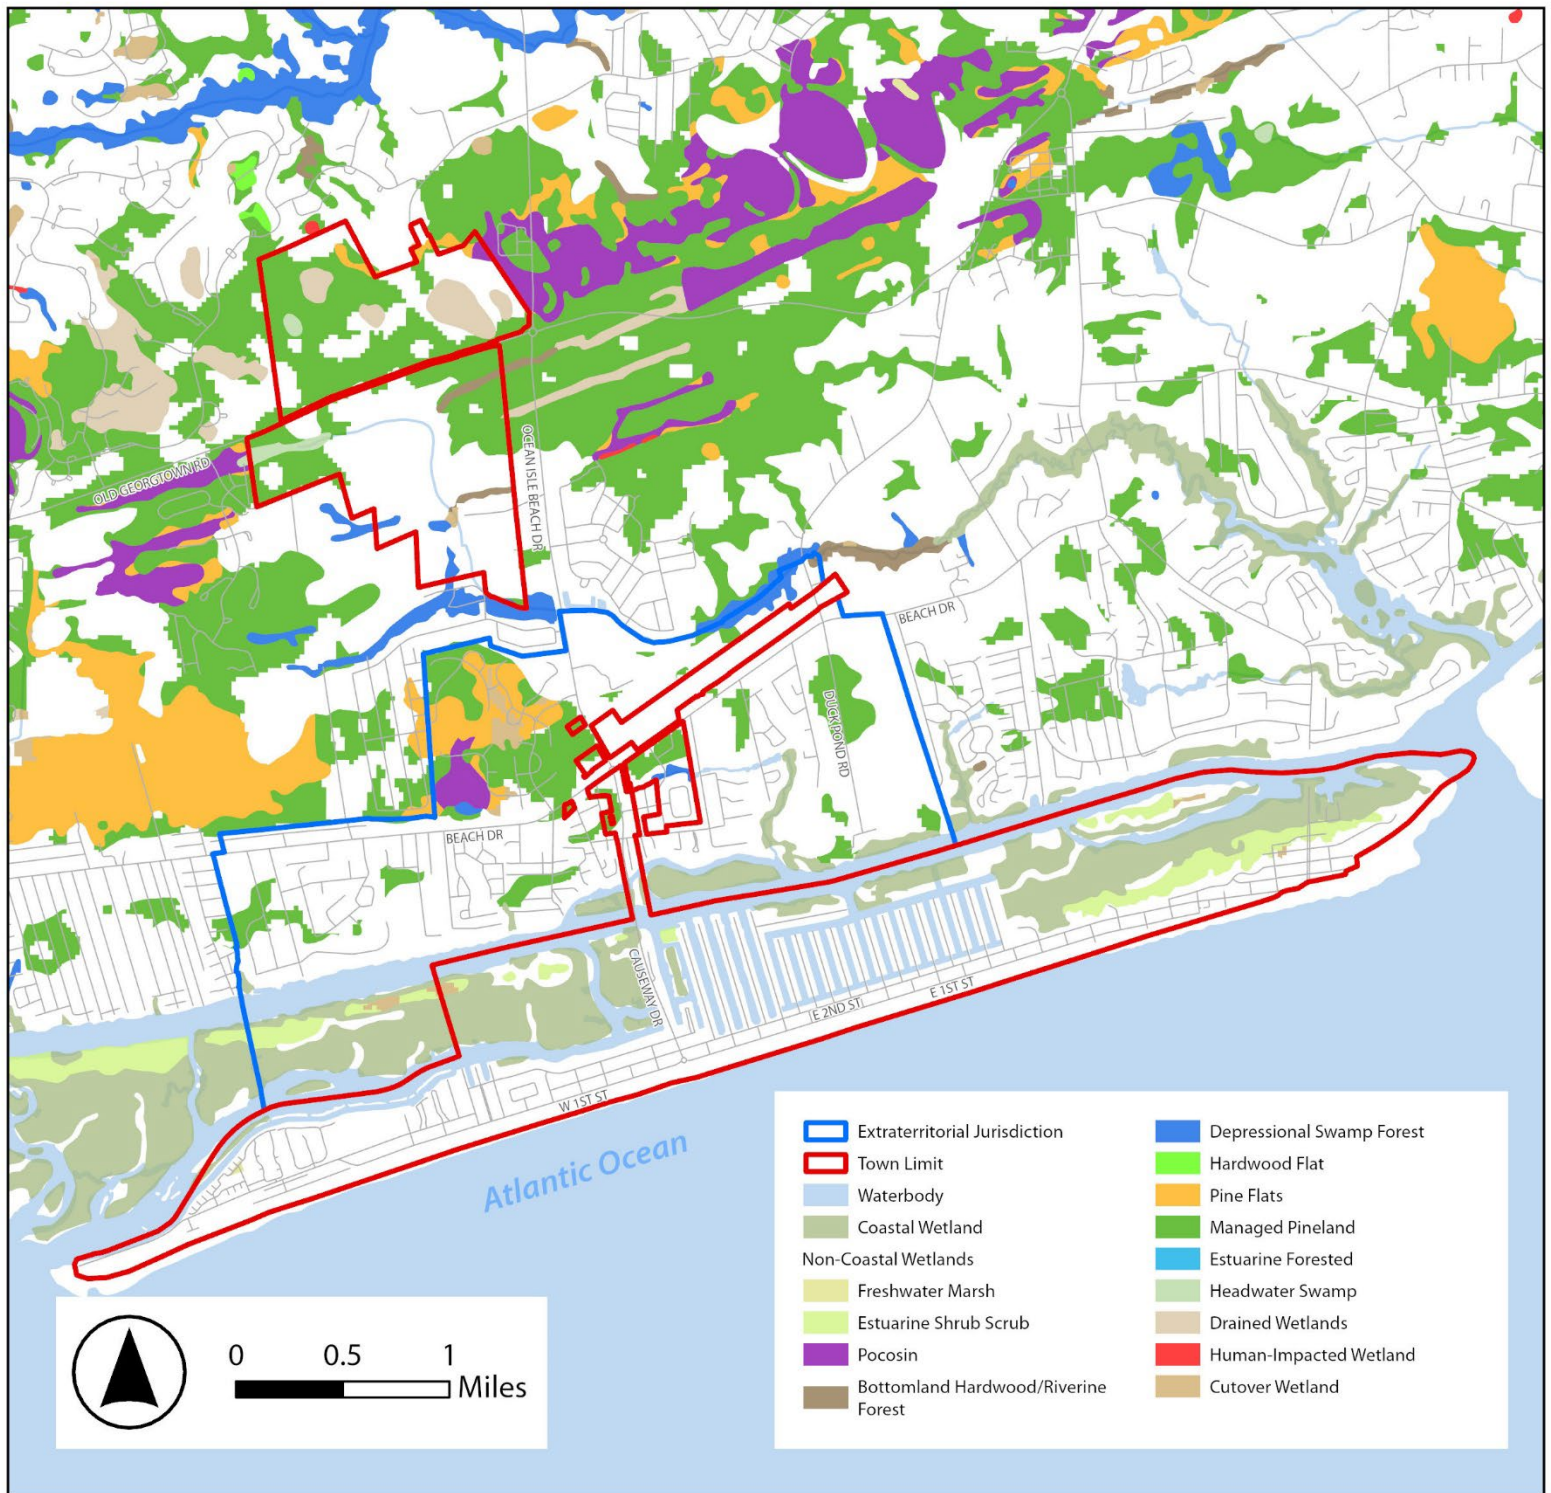 OLD GEORGTOWN RD
OCEAN ISLE BEACH DR
BEACH DR
DUCK POND RD
BEACH DR
CAUSEWAY DR
E 2ND ST
E 1ST ST
W 1ST ST
Atlantic Ocean
Extraterritorial Jurisdiction
Town Limit
Waterbody
Coastal Wetland
Non-Coastal Wetlands
Freshwater Marsh
Estuarine Shrub Scrub
Pocosin
Bottomland Hardwood/Riverine
Forest
Depressional Swamp Forest
Hardwood Flat
Pine Flats
Managed Pineland
Estuarine Forested
Headwater Swamp
Drained Wetlands
Human-Impacted Wetland
Cutover Wetland
0 0.5 1
Miles